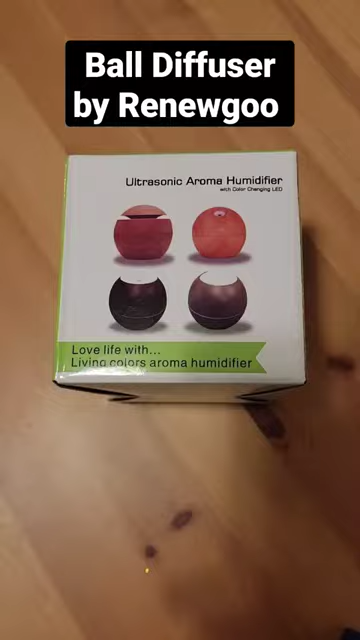 Ball Diffuser
by Renewgoo
Ultrasonic Aroma Humidifier
with Color Changing LED
Love life with...
Living colors aroma humidifier